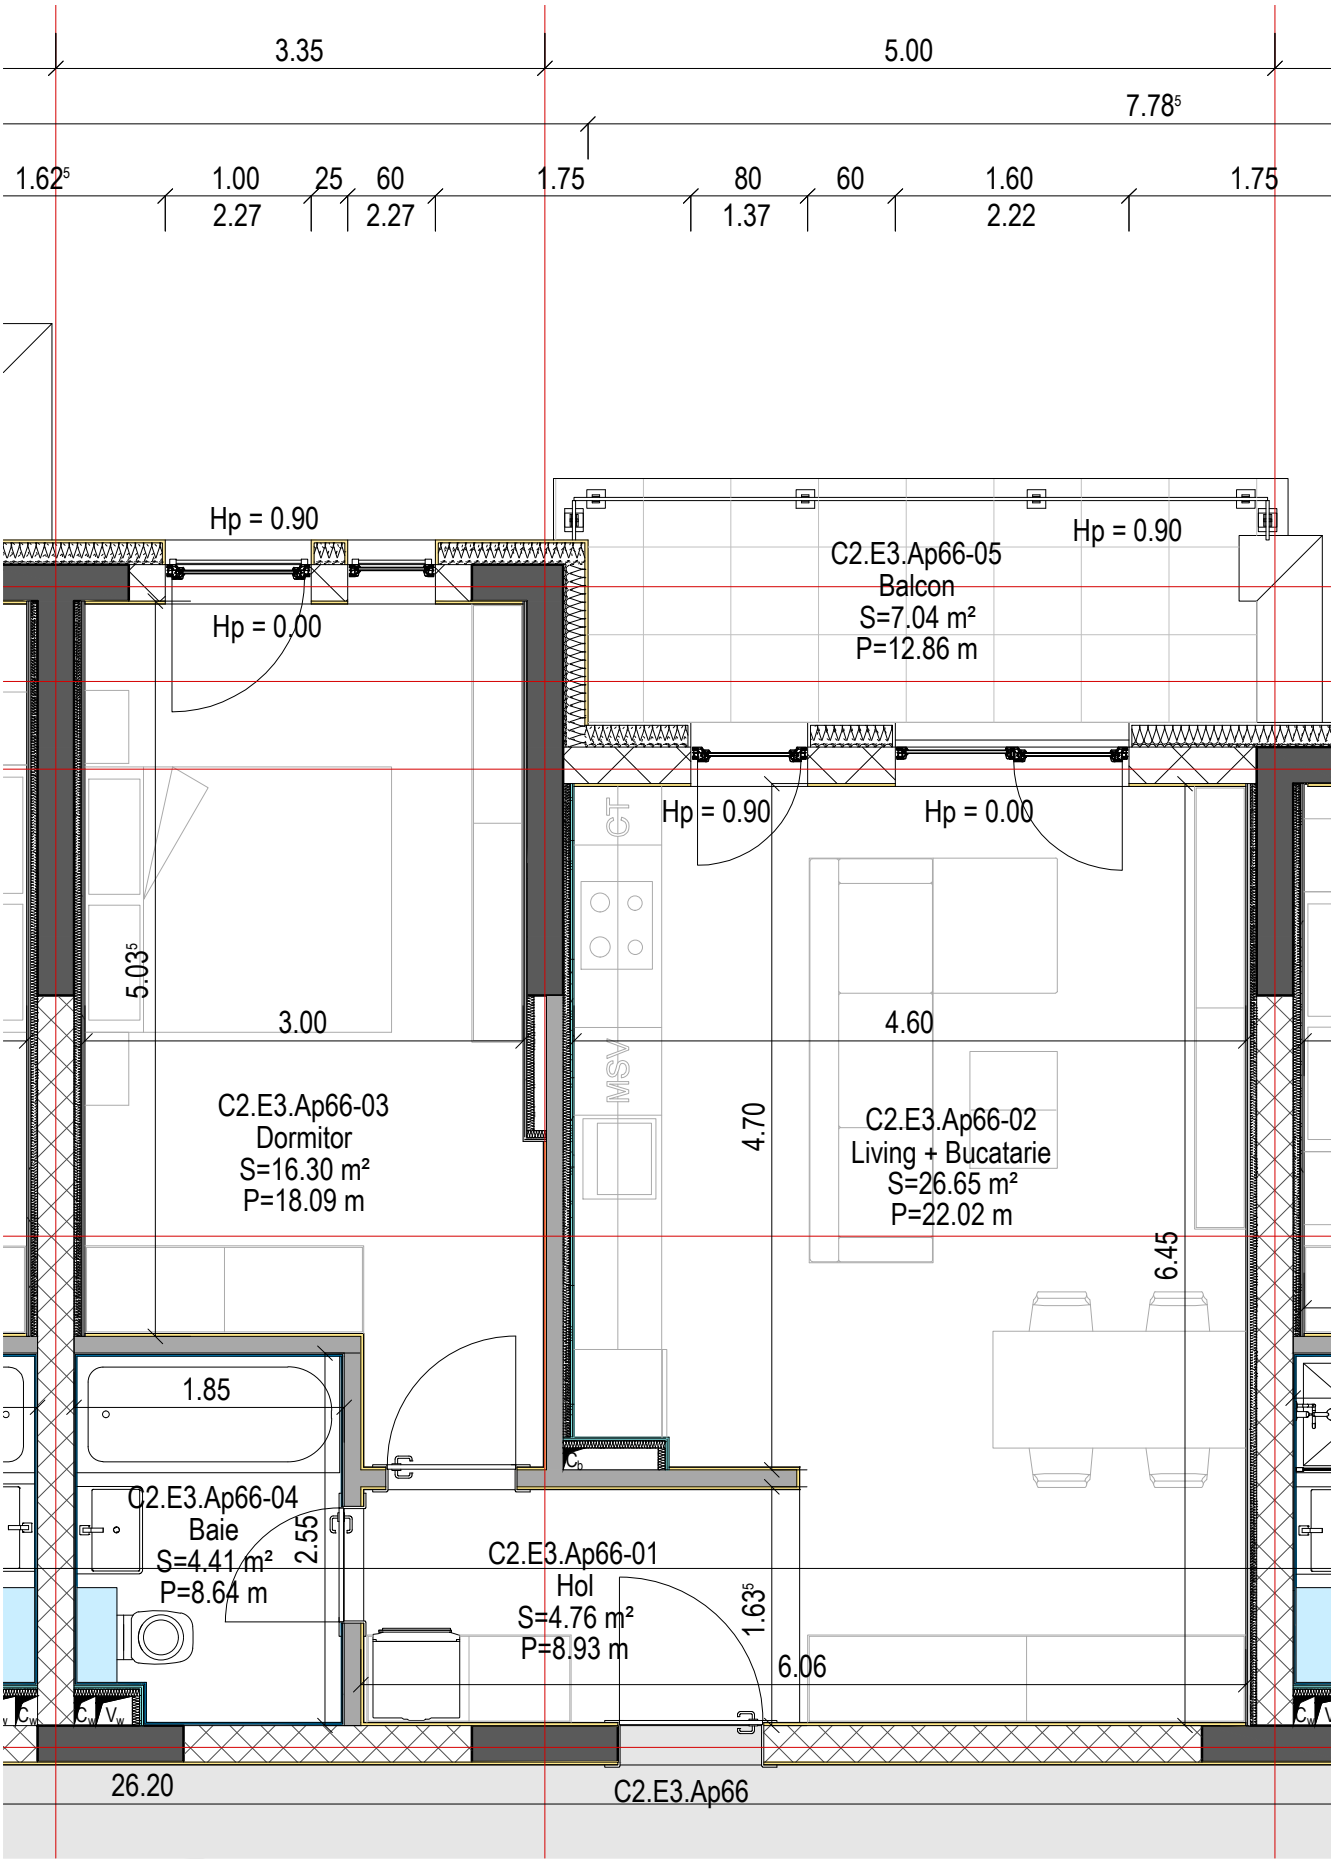 3.35
5.00
7.78⁵
1.62⁵
1.00
25
60
1.75
80
60
1.60
1.75
2.27
2.27
1.37
2.22
Hp = 0.90
Hp = 0.90
C2.E3.Ap66-05
Balcon
S=7.04 m²
P=12.86 m
Hp = 0.00
Hp = 0.90
Hp = 0.00
CT
5.03⁵
3.00
4.60
MSV
4.70
C2.E3.Ap66-03
Dormitor
S=16.30 m²
P=18.09 m
C2.E3.Ap66-02
Living + Bucatarie
S=26.65 m²
P=22.02 m
6.45
1.85
Cb
C2.E3.Ap66-04
Baie
S=4.41 m²
P=8.64 m
2.55
C2.E3.Ap66-01
Hol
S=4.76 m²
P=8.93 m
1.63⁵
6.06
Cw
Cw
Vw
Cw
26.20
C2.E3.Ap66